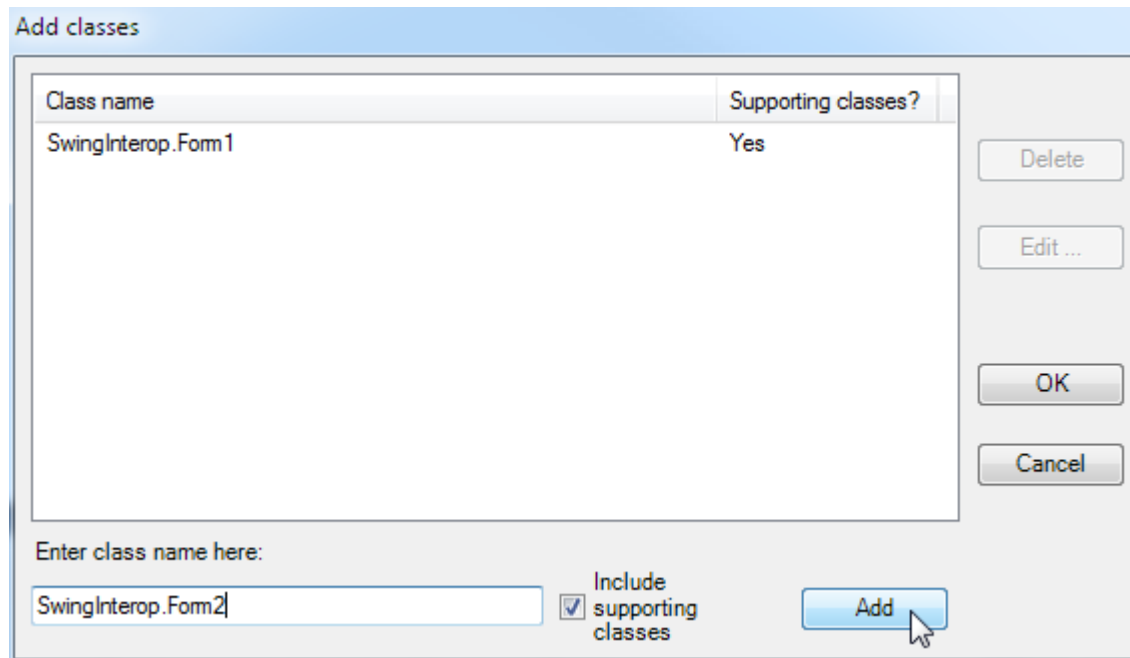 Add classes
Class name Supporting classes?
SwingInterop.Form1 Yes
Delete
Edit ...
OK
Cancel
Enter class name here:
SwingInterop.Form2
Include
supporting
classes
Add